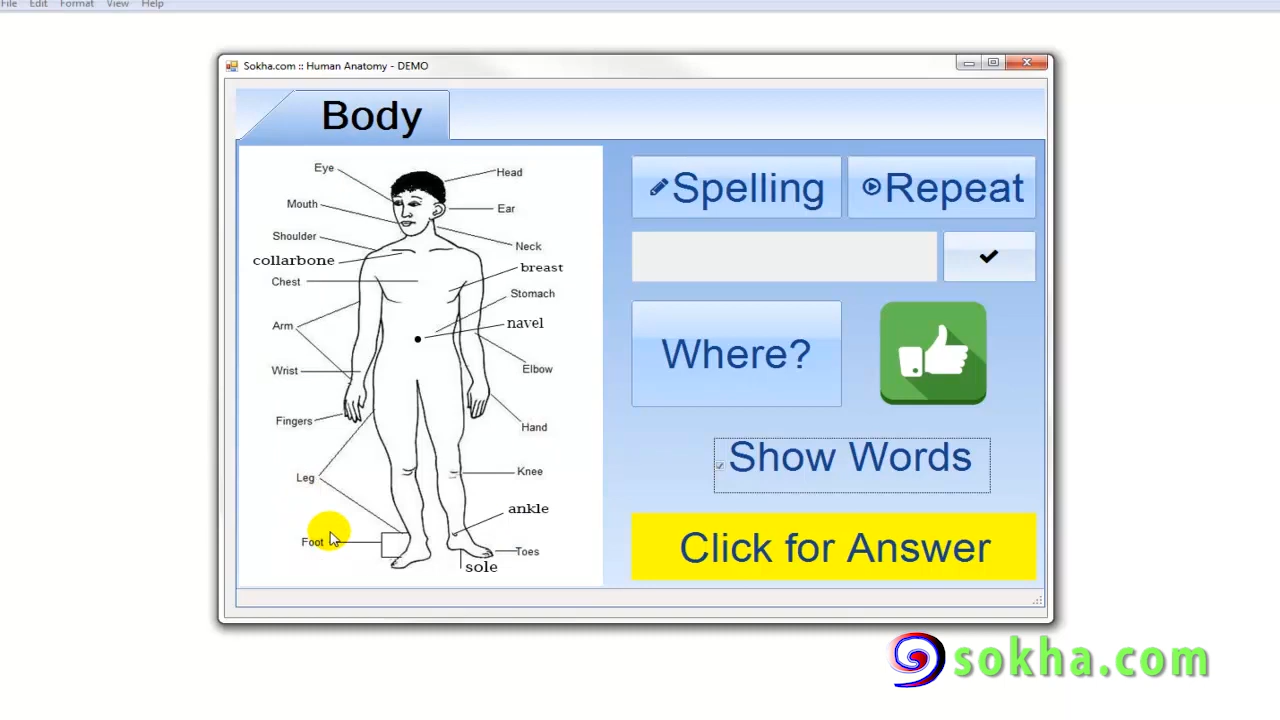 File Edit Format View Help
Sokha.com :: Human Anatomy - DEMO
Body
Eye
Head
Mouth
Ear
Shoulder
Neck
collarbone
breast
Chest
Stomach
navel
Arm
Wrist
Elbow
Fingers
Hand
Leg
Knee
ankle
Foot
Toes
sole
Spelling
Repeat
Where?
Show Words
Click for Answer
sokha.com